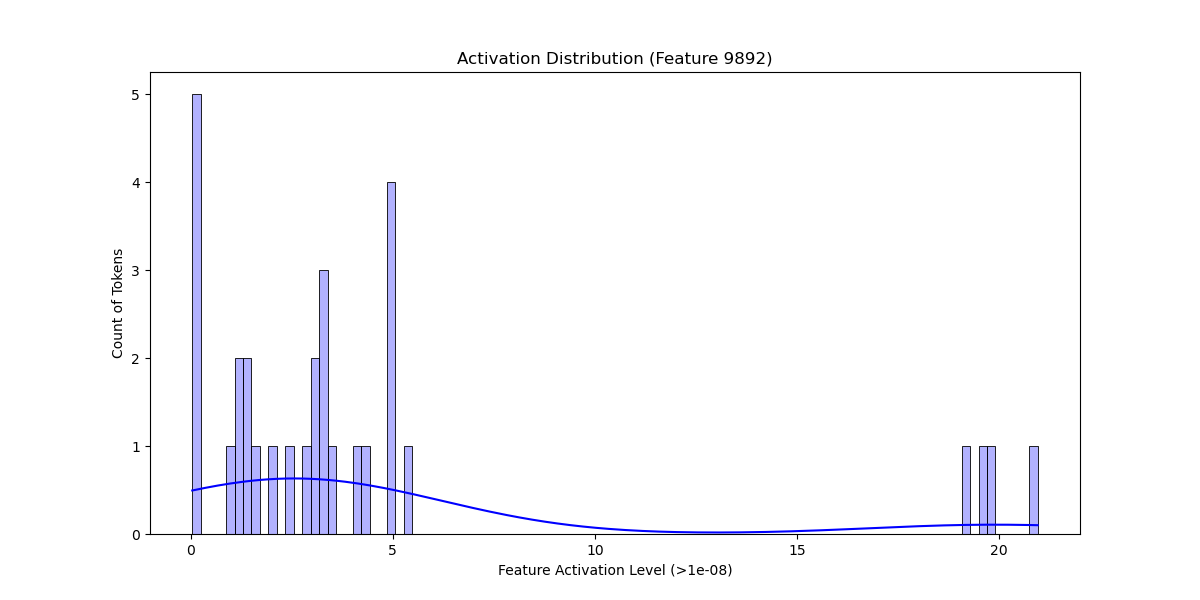 Activation Distribution (Feature 9892)
5
4
3
2
1
0
Count of Tokens
0 5 10 15 20
Feature Activation Level (>1e-08)